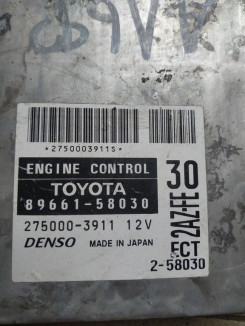 *2750003911S*
ENGINE CONTROL
TOYOTA
89661-58030
275000-3911 12V
DENSO MADE IN JAPAN
30
2AZ-FE
ECT
2-58030